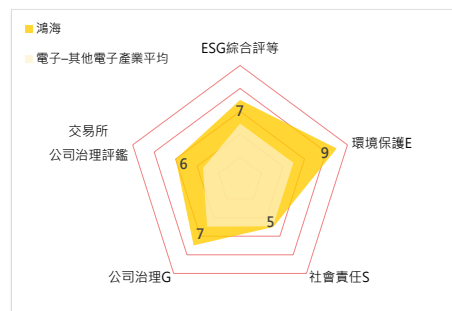 鴻海
電子–其他電子產業平均
ESG綜合評等
7
環境保護E
9
社會責任S
5
公司治理G
7
交易所
公司治理評鑑
6